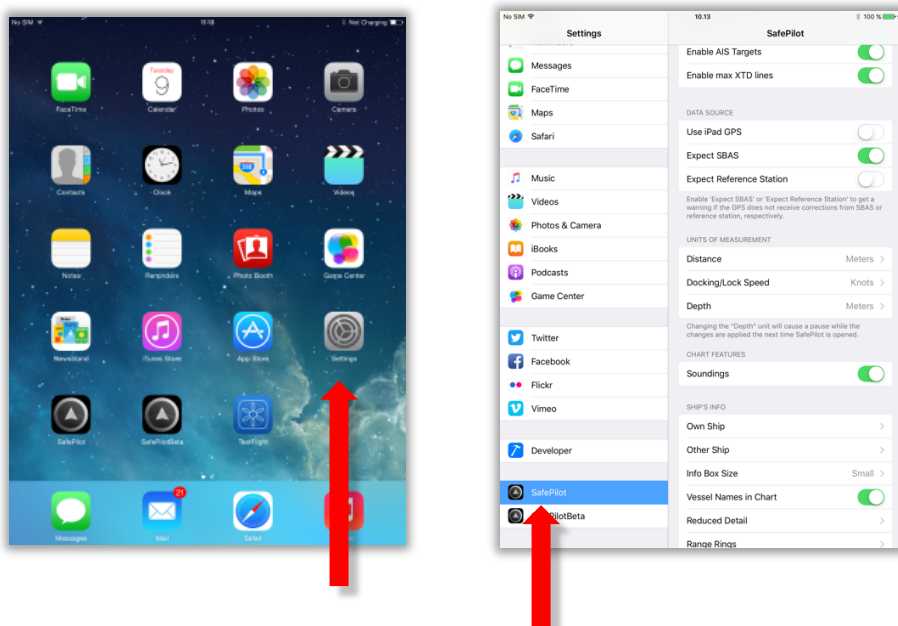 No SIM
11:13
Not Charging
FaceTime
Tuesday
9
Calendar
Photos
Camera
Contacts
Clock
Maps
Videos
Notes
Reminders
Photo Booth
Game Center
Newsstand
iTunes Store
App Store
Settings
SafePilot
SafePilotBeta
TestFlight
21
Messages
Mail
Safari
No SIM
Settings
Messages
FaceTime
Maps
Safari
Music
Videos
Photos & Camera
iBooks
Podcasts
Game Center
Twitter
Facebook
Flickr
Vimeo
Developer
SafePilot
PilotBeta
10.13
100 %
SafePilot
Enable AIS Targets
Enable max XTD lines
DATA SOURCE
Use iPad GPS
Expect SBAS
Expect Reference Station
Enable 'Expect SBAS' or 'Expect Reference Station' to get a
warning if the GPS does not receive corrections from SBAS or
reference station, respectively.
UNITS OF MEASUREMENT
Distance Meters >
Docking/Lock Speed Knots >
Depth Meters >
Changing the "Depth" unit will cause a pause while the
changes are applied the next time SafePilot is opened.
CHART FEATURES
Soundings
SHIP'S INFO
Own Ship >
Other Ship >
Info Box Size Small >
Vessel Names in Chart
Reduced Detail >
Range Rings >